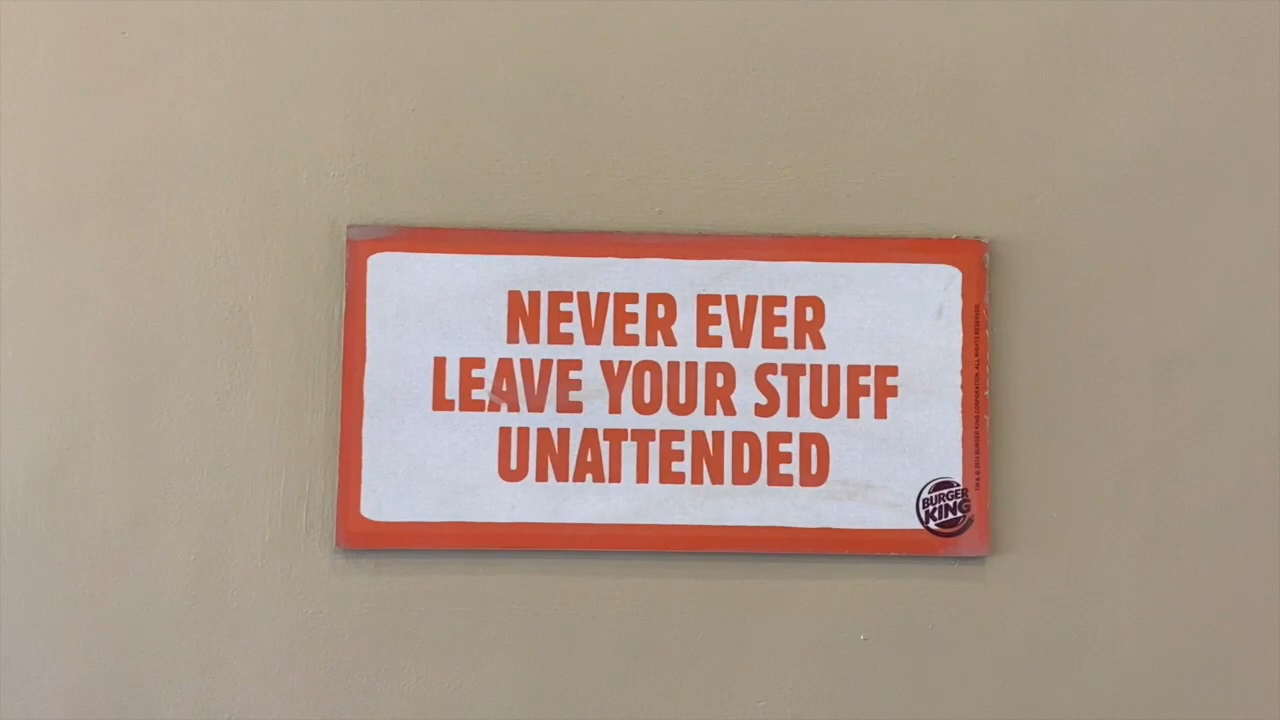 NEVER EVER
LEAVE YOUR STUFF
UNATTENDED
BURGER
KING